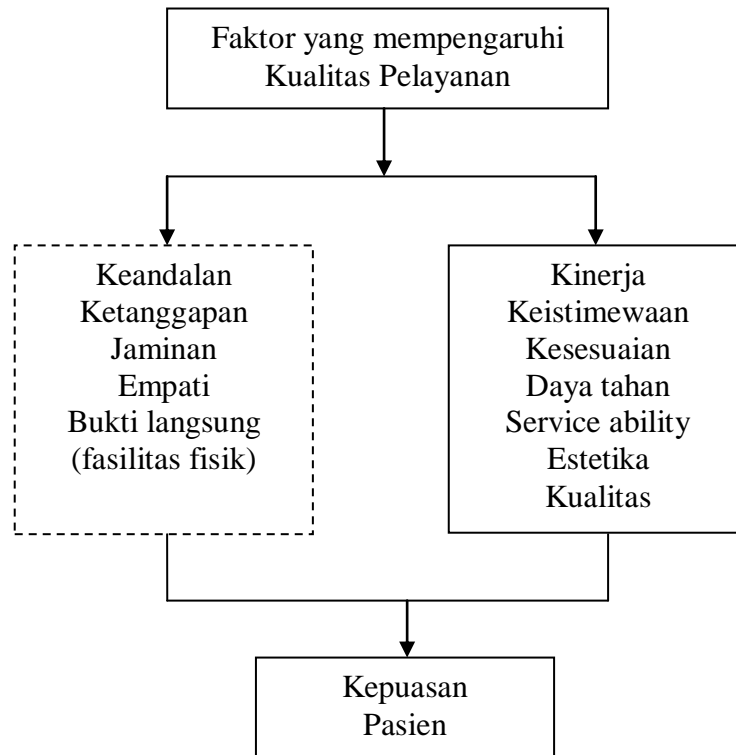 Faktor yang mempengaruhi
Kualitas Pelayanan
Keandalan
Ketanggapan
Jaminan
Empati
Bukti langsung
(fasilitas fisik)
Kinerja
Keistimewaan
Kesesuaian
Daya tahan
Service ability
Estetika
Kualitas
Kepuasan
Pasien